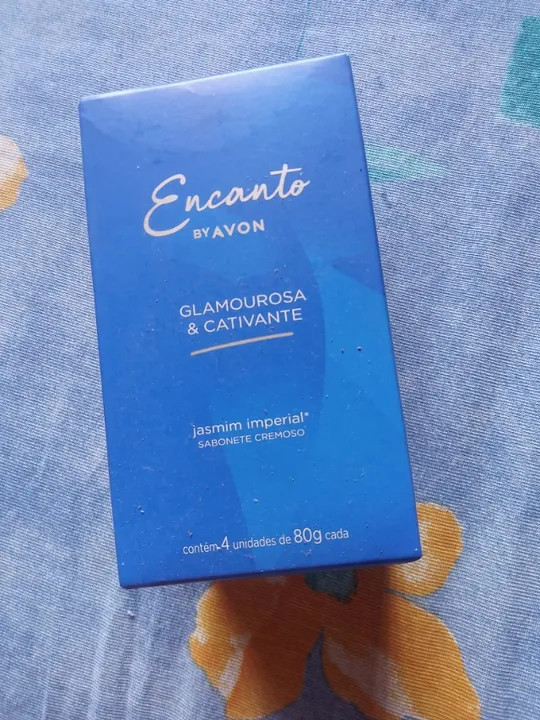 Encanto
BY AVON
GLAMOUROSA
& CATIVANTE
jasmim imperial*
SABONETE CREMOSO
contém 4 unidades de 80g cada